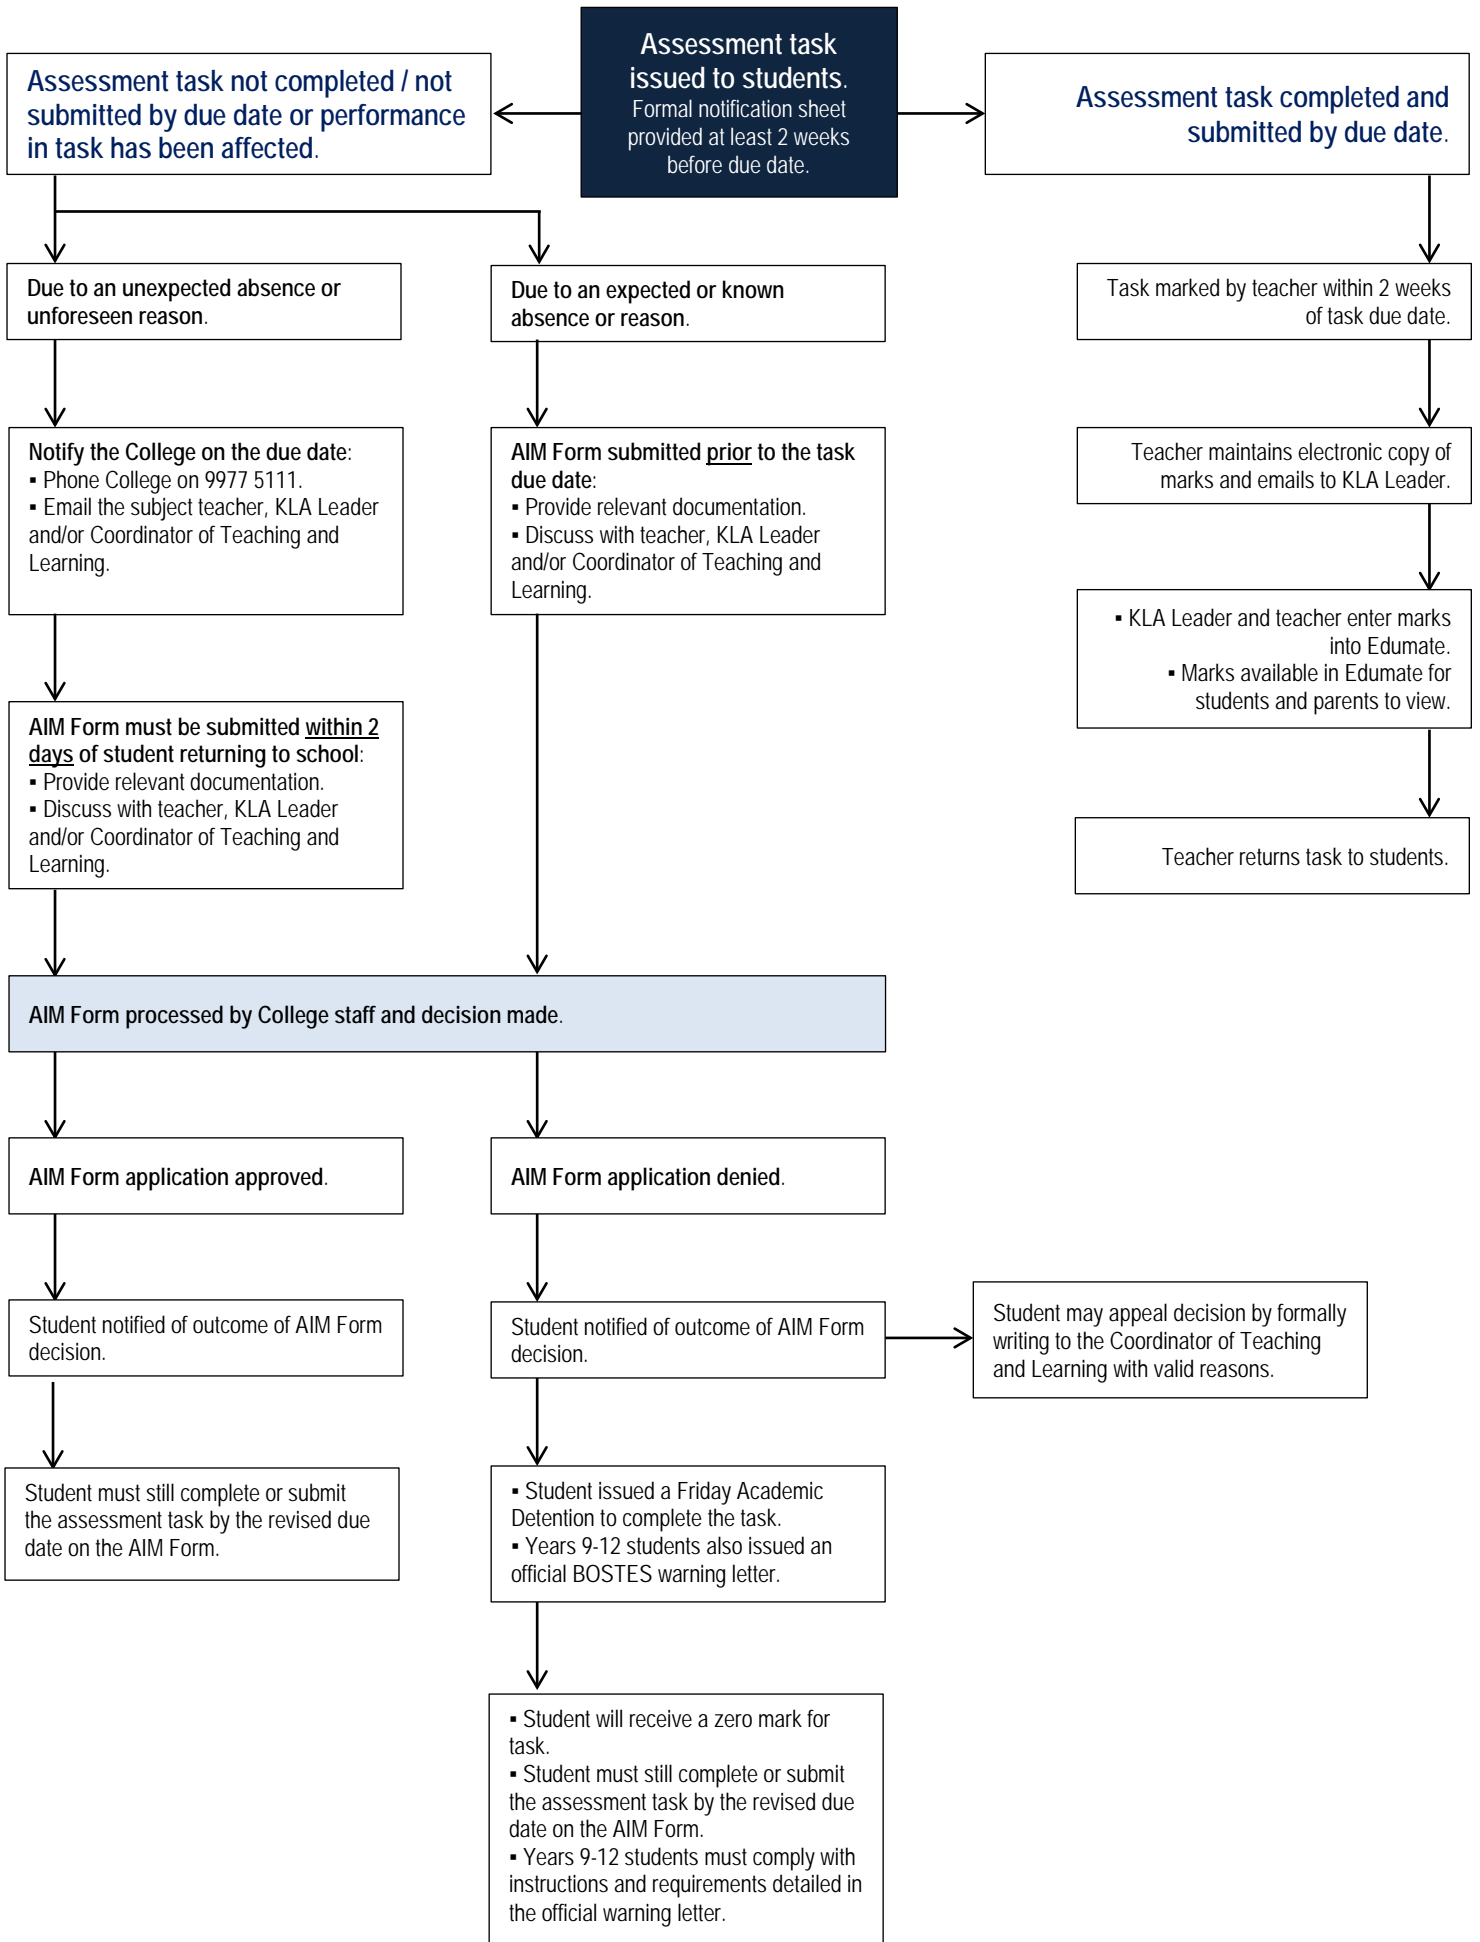 Assessment task
issued to students.
Formal notification sheet
provided at least 2 weeks
before due date.
Assessment task not completed / not
submitted by due date or performance
in task has been affected.
Assessment task completed and
submitted by due date.
Due to an unexpected absence or
unforeseen reason.
Due to an expected or known
absence or reason.
Task marked by teacher within 2 weeks
of task due date.
Notify the College on the due date:
▪ Phone College on 9977 5111.
▪ Email the subject teacher, KLA Leader
and/or Coordinator of Teaching and
Learning.
AIM Form submitted prior to the task
due date:
▪ Provide relevant documentation.
▪ Discuss with teacher, KLA Leader
and/or Coordinator of Teaching and
Learning.
Teacher maintains electronic copy of
marks and emails to KLA Leader.
▪ KLA Leader and teacher enter marks
into Edumate.
▪ Marks available in Edumate for
students and parents to view.
AIM Form must be submitted within 2
days of student returning to school:
▪ Provide relevant documentation.
▪ Discuss with teacher, KLA Leader
and/or Coordinator of Teaching and
Learning.
Teacher returns task to students.
AIM Form processed by College staff and decision made.
AIM Form application approved.
AIM Form application denied.
Student notified of outcome of AIM Form
decision.
Student notified of outcome of AIM Form
decision.
Student may appeal decision by formally
writing to the Coordinator of Teaching
and Learning with valid reasons.
Student must still complete or submit
the assessment task by the revised due
date on the AIM Form.
▪ Student issued a Friday Academic
Detention to complete the task.
▪ Years 9-12 students also issued an
official BOSTES warning letter.
▪ Student will receive a zero mark for
task.
▪ Student must still complete or submit
the assessment task by the revised due
date on the AIM Form.
▪ Years 9-12 students must comply with
instructions and requirements detailed in
the official warning letter.